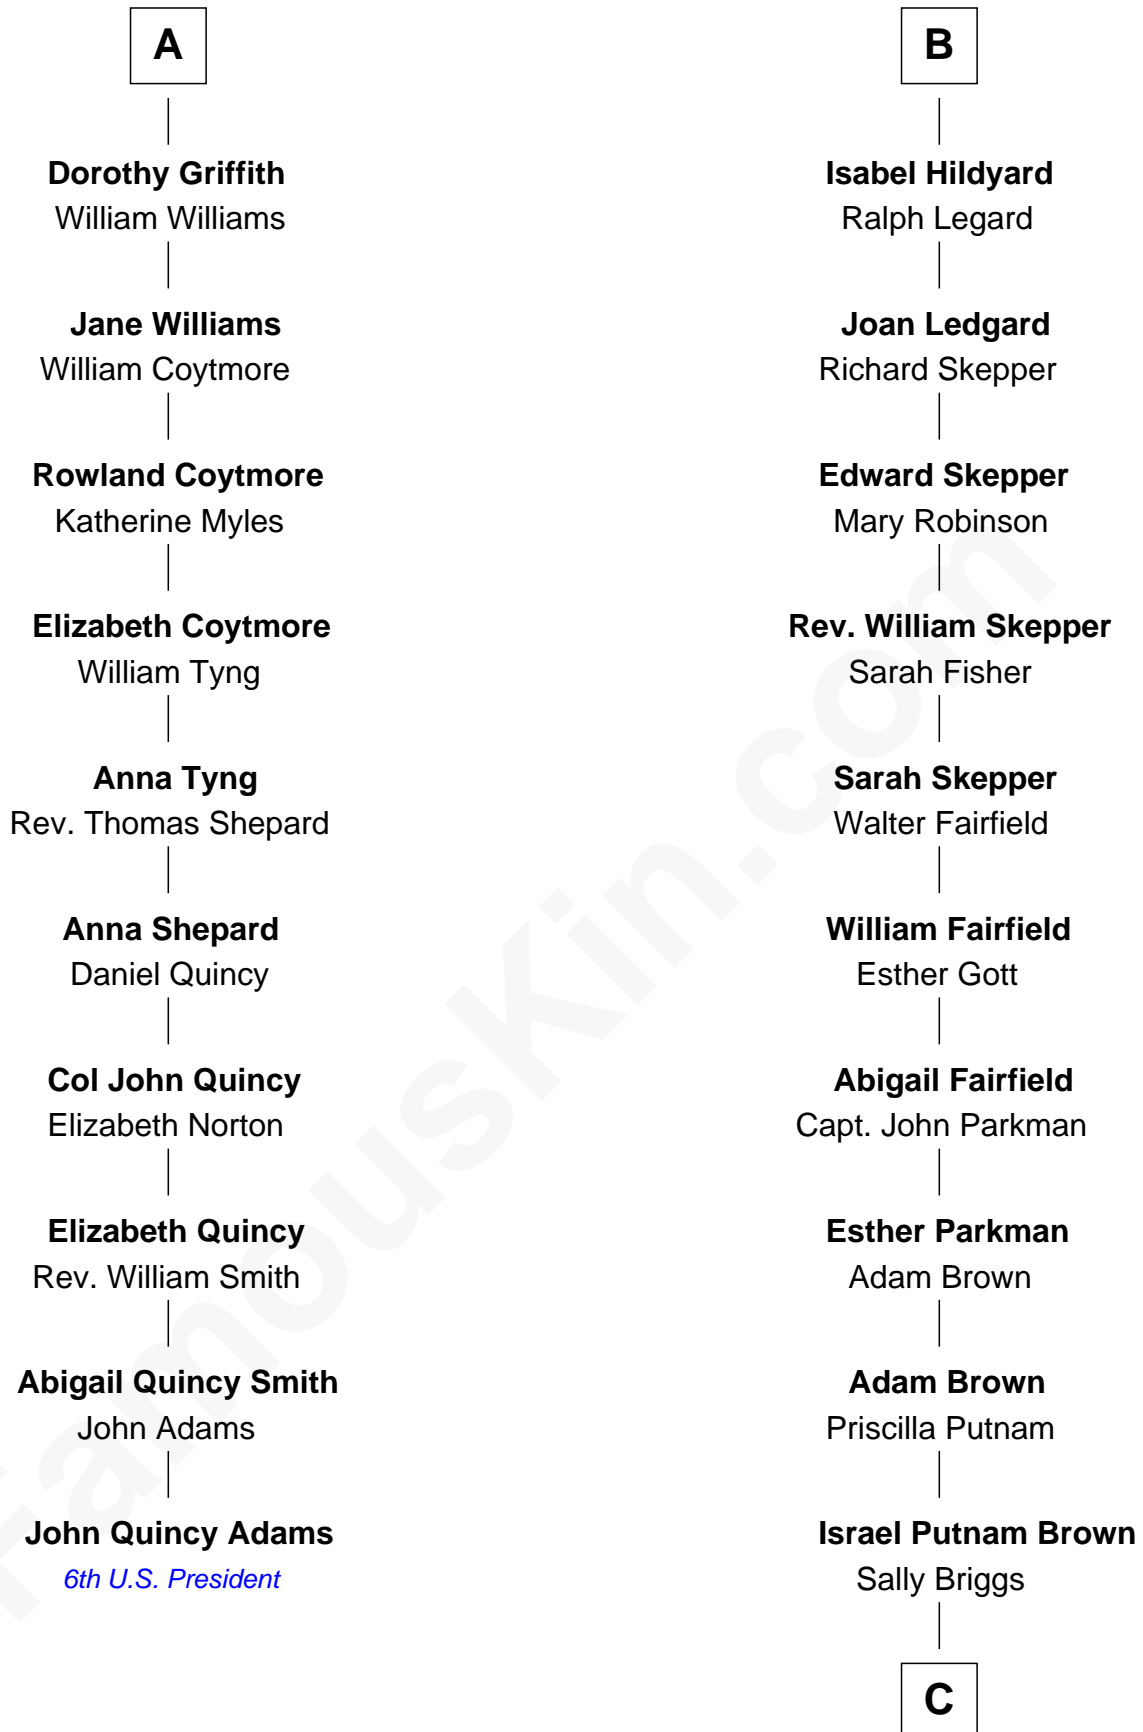 A
Dorothy Griffith
William Williams
Jane Williams
William Coytmore
Rowland Coytmore
Katherine Myles
Elizabeth Coytmore
William Tyng
Anna Tyng
Rev. Thomas Shepard
Anna Shepard
Daniel Quincy
Col John Quincy
Elizabeth Norton
Elizabeth Quincy
Rev. William Smith
Abigail Quincy Smith
John Adams
John Quincy Adams
6th U.S. President
B
Isabel Hildyard
Ralph Legard
Joan Ledgard
Richard Skepper
Edward Skepper
Mary Robinson
Rev. William Skepper
Sarah Fisher
Sarah Skepper
Walter Fairfield
William Fairfield
Esther Gott
Abigail Fairfield
Capt. John Parkman
Esther Parkman
Adam Brown
Adam Brown
Priscilla Putnam
Israel Putnam Brown
Sally Briggs
C
FamousKin.com